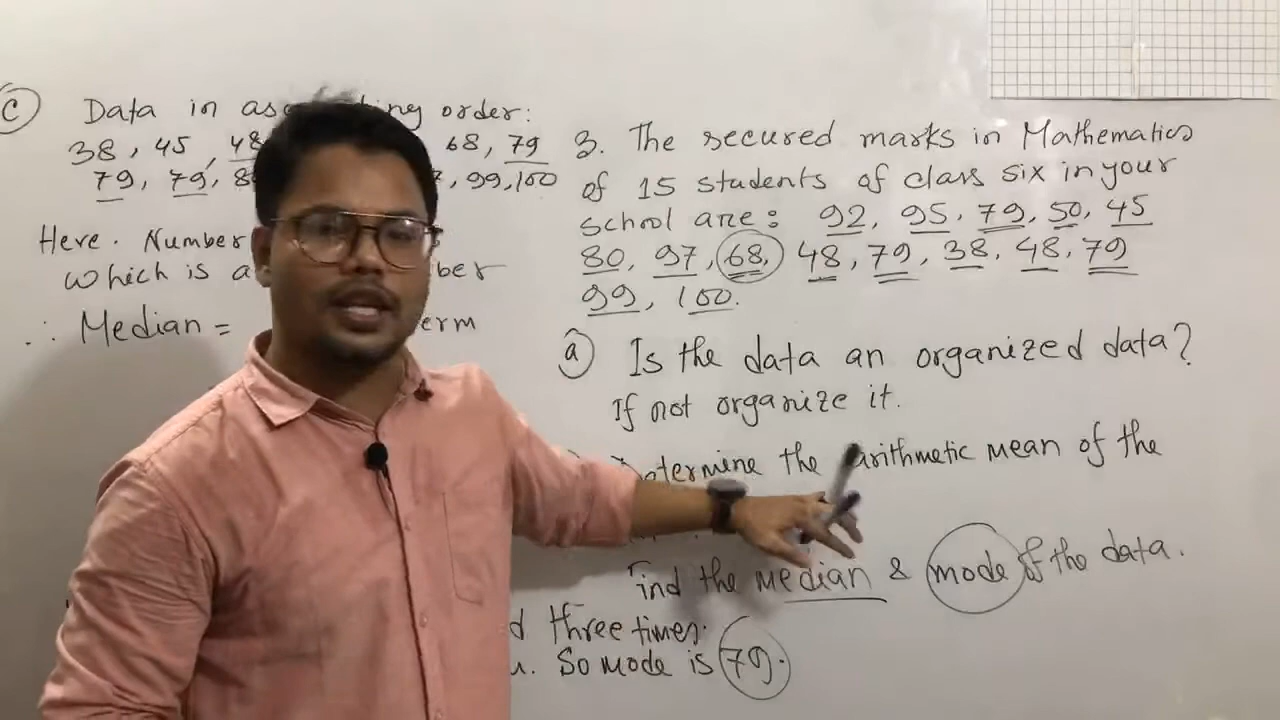 C Data in as ing order:
38, 45, 48 68, 79
79, 79, 8 , 99, 100
Here. Number
which is a ber
∴ Median = erm
3. The secured marks in Mathematics
of 15 students of class six in your
school are: 92, 95, 79, 50, 45
80, 97, 68, 48, 79, 38, 48, 79
99, 100.
a) Is the data an organized data?
If not organize it.
Determine the arithmetic mean of the
Find the median & mode of the data.
d three times.
So mode is 79.